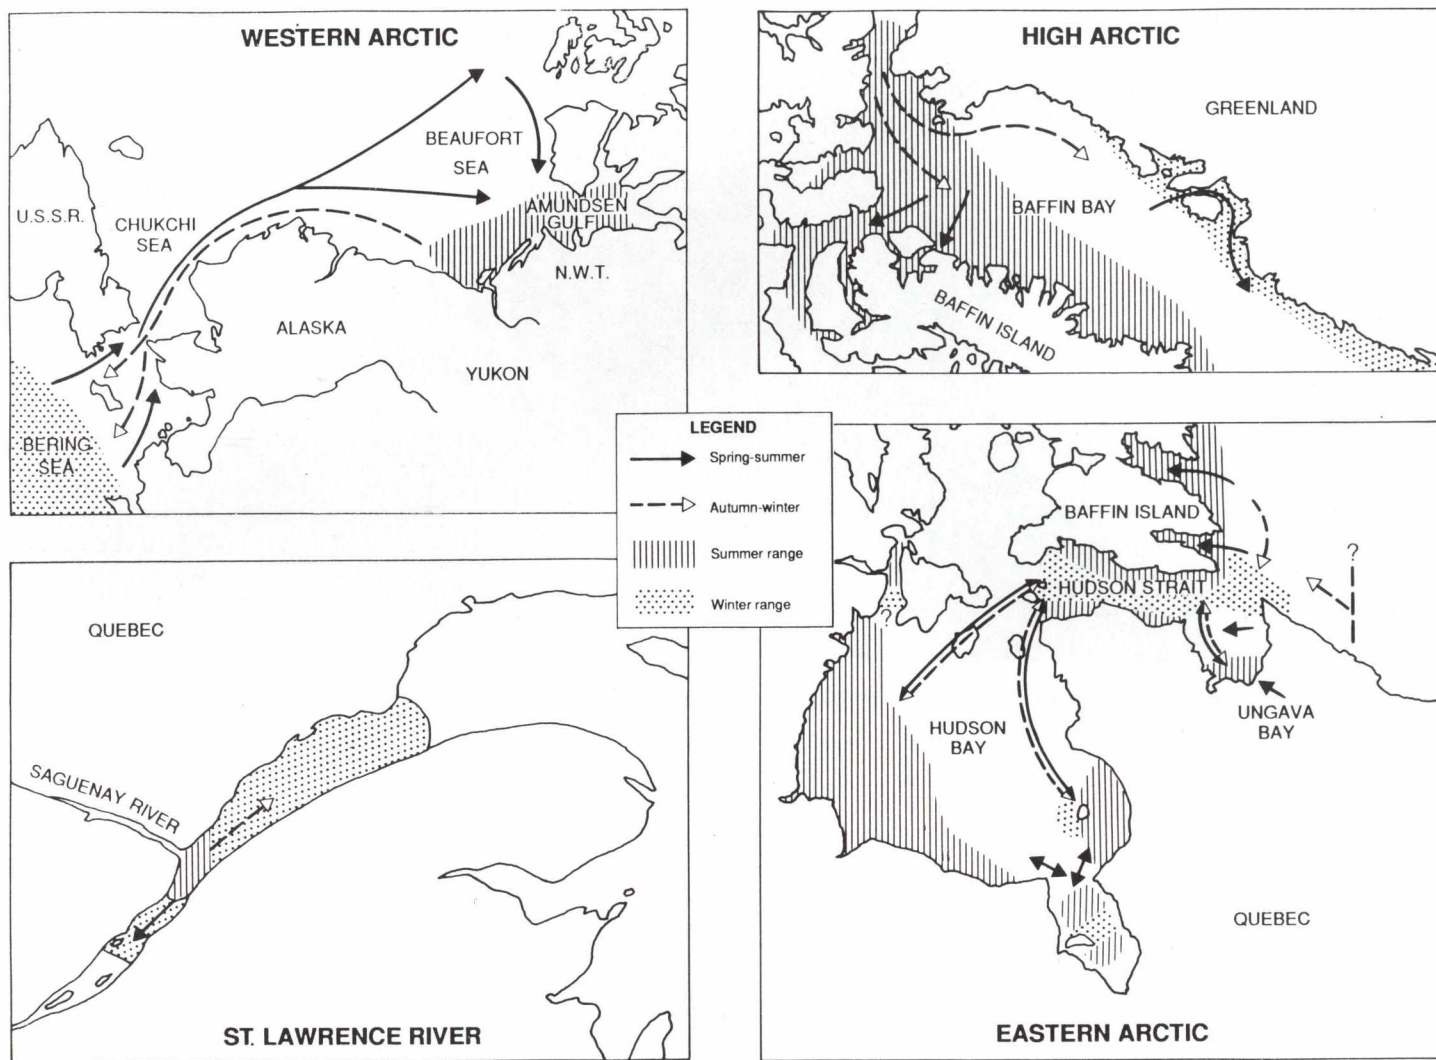 WESTERN ARCTIC
BEAUFORT
SEA
U.S.S.R.
CHUKCHI
SEA
AMUNDSEN
GULF
N.W.T.
ALASKA
YUKON
BERING
SEA
HIGH ARCTIC
GREENLAND
BAFFIN BAY
BAFFIN ISLAND
LEGEND
Spring-summer
Autumn-winter
Summer range
Winter range
QUEBEC
SAGUENAY RIVER
ST. LAWRENCE RIVER
BAFFIN ISLAND
?
HUDSON STRAIT
?
UNGAVA
BAY
HUDSON
BAY
QUEBEC
EASTERN ARCTIC